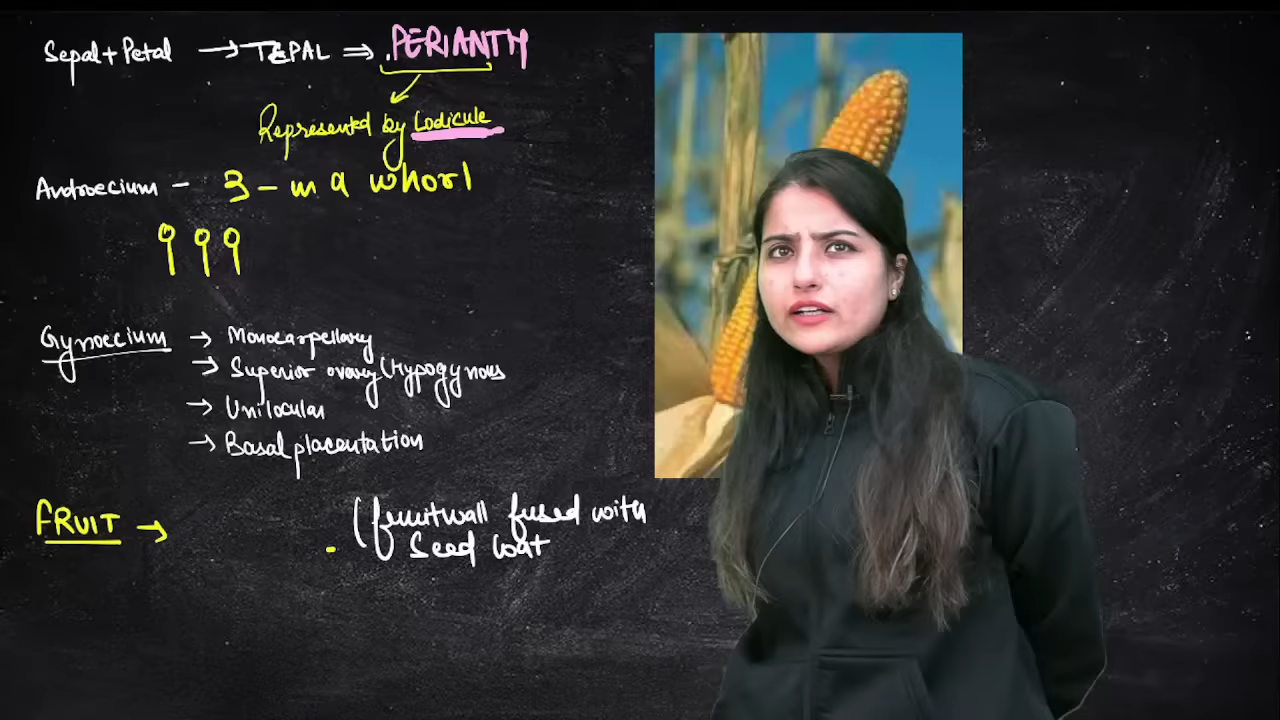 Sepal + Petal → TEPAL ⇒ PERIANTH
Represented by Lodicule
Androecium - 3 - in a whorl
Gynoecium → Monocarpellary
→ Superior ovary (Hypogynous
→ Unilocular
→ Basal placentation
FRUIT →
(fruitwall fused with
Seed coat